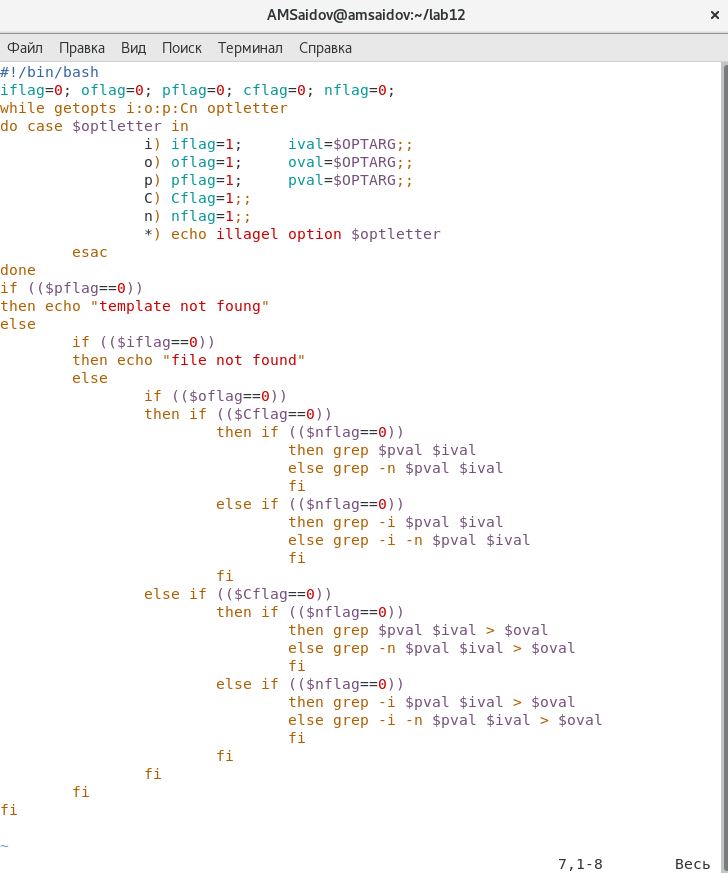 AMSaidov@amsaidov:~/lab12 ×
Файл Правка Вид Поиск Терминал Справка
#!/bin/bash
iflag=0; oflag=0; pflag=0; cflag=0; nflag=0;
while getopts i:o:p:Cn optletter
do case $optletter in
                i) iflag=1;     ival=$OPTARG;;
                o) oflag=1;     oval=$OPTARG;;
                p) pflag=1;     pval=$OPTARG;;
                C) Cflag=1;;
                n) nflag=1;;
                *) echo illagel option $optletter
        esac
done
if (($pflag==0))
then echo "template not foung"
else
        if (($iflag==0))
        then echo "file not found"
        else
                if (($oflag==0))
                then if (($Cflag==0))
                        then if (($nflag==0))
                                then grep $pval $ival
                                else grep -n $pval $ival
                                fi
                        else if (($nflag==0))
                                then grep -i $pval $ival
                                else grep -i -n $pval $ival
                                fi
                        fi
                else if (($Cflag==0))
                        then if (($nflag==0))
                                then grep $pval $ival > $oval
                                else grep -n $pval $ival > $oval
                                fi
                        else if (($nflag==0))
                                then grep -i $pval $ival > $oval
                                else grep -i -n $pval $ival > $oval
                                fi
                        fi
                fi
        fi
fi
~
7,1-8 Весь